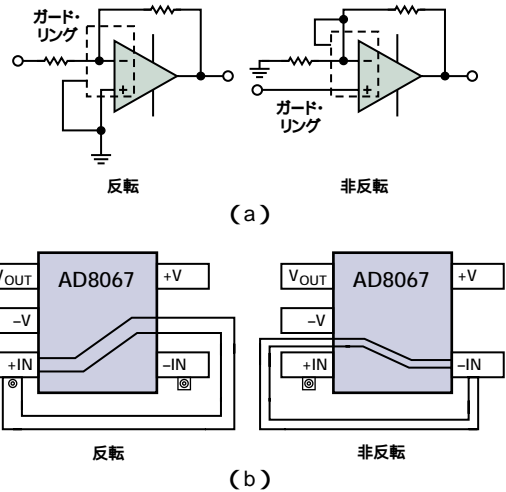 ガード・
リング
ガード・
リング
反転
非反転
(a)
VOUT
AD8067
+V
–V
+IN
–IN
VOUT
AD8067
+V
–V
+IN
–IN
反転
非反転
(b)